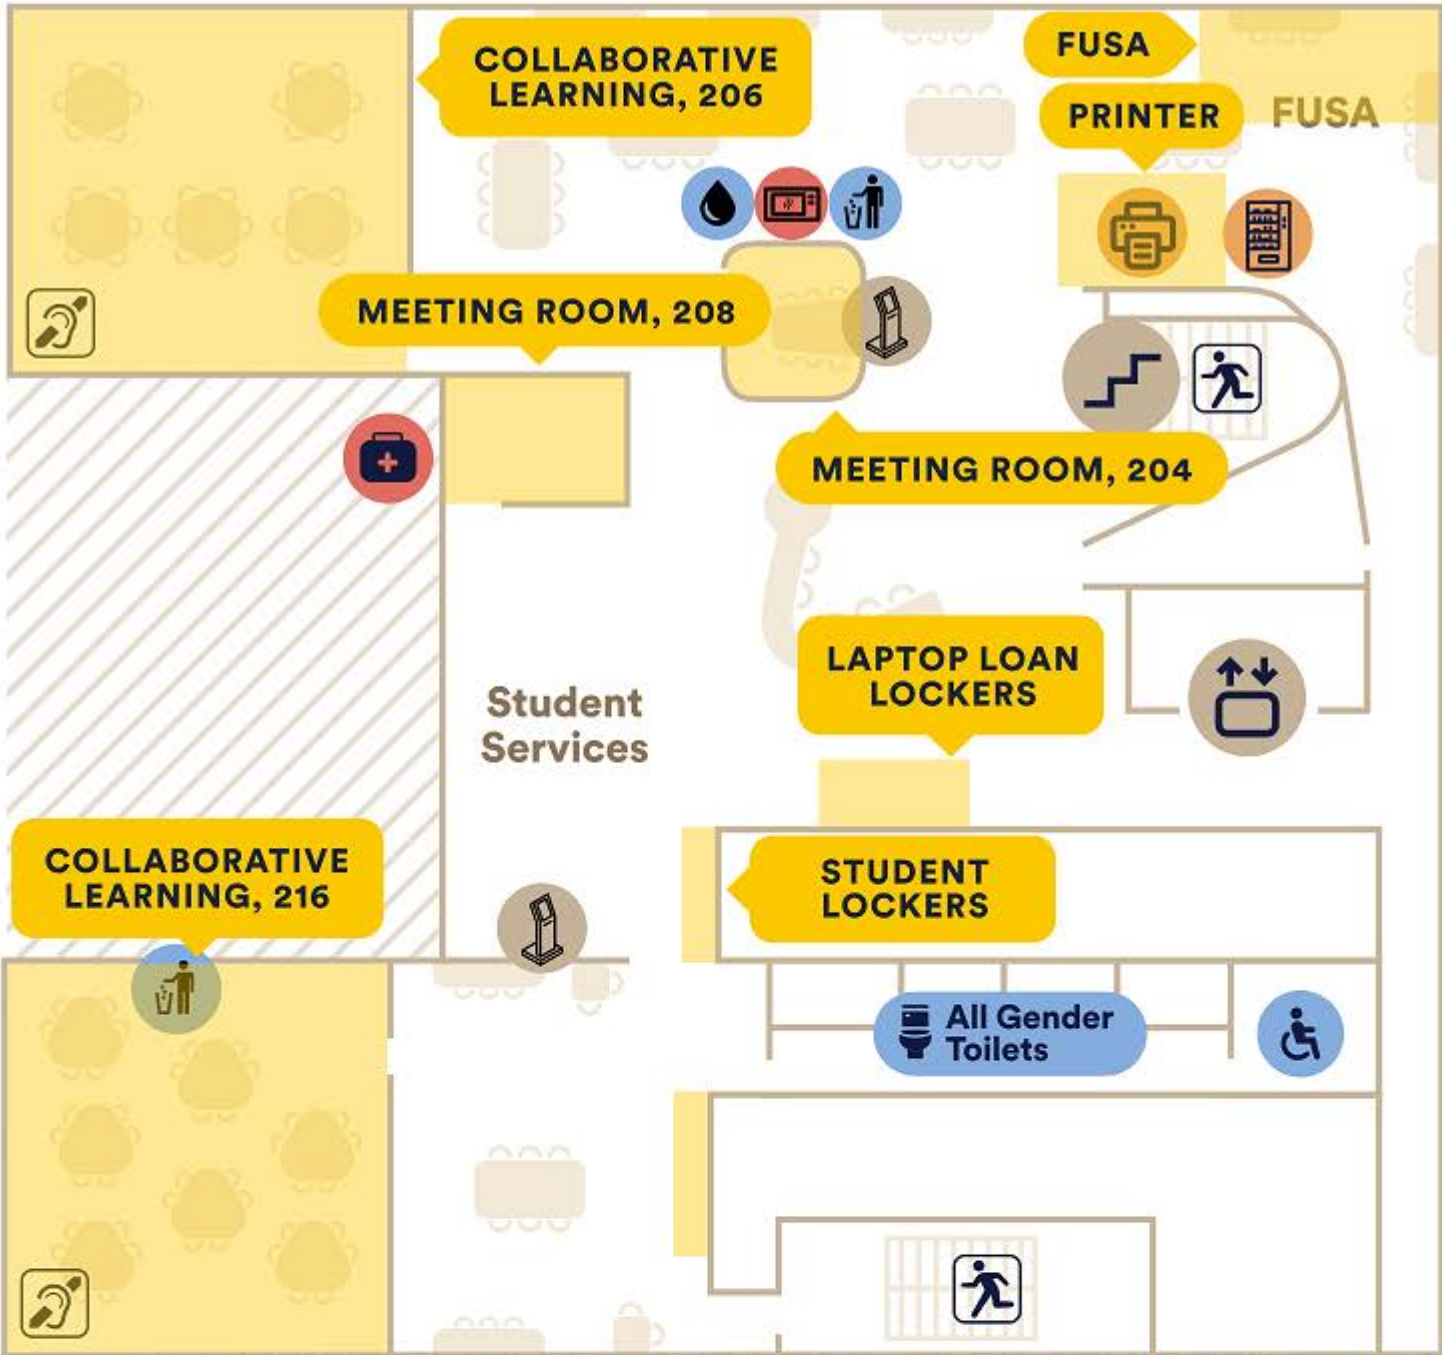 COLLABORATIVE
LEARNING, 206
FUSA
PRINTER
FUSA
MEETING ROOM, 208
MEETING ROOM, 204
LAPTOP LOAN
LOCKERS
Student
Services
COLLABORATIVE
LEARNING, 216
STUDENT
LOCKERS
All Gender
Toilets